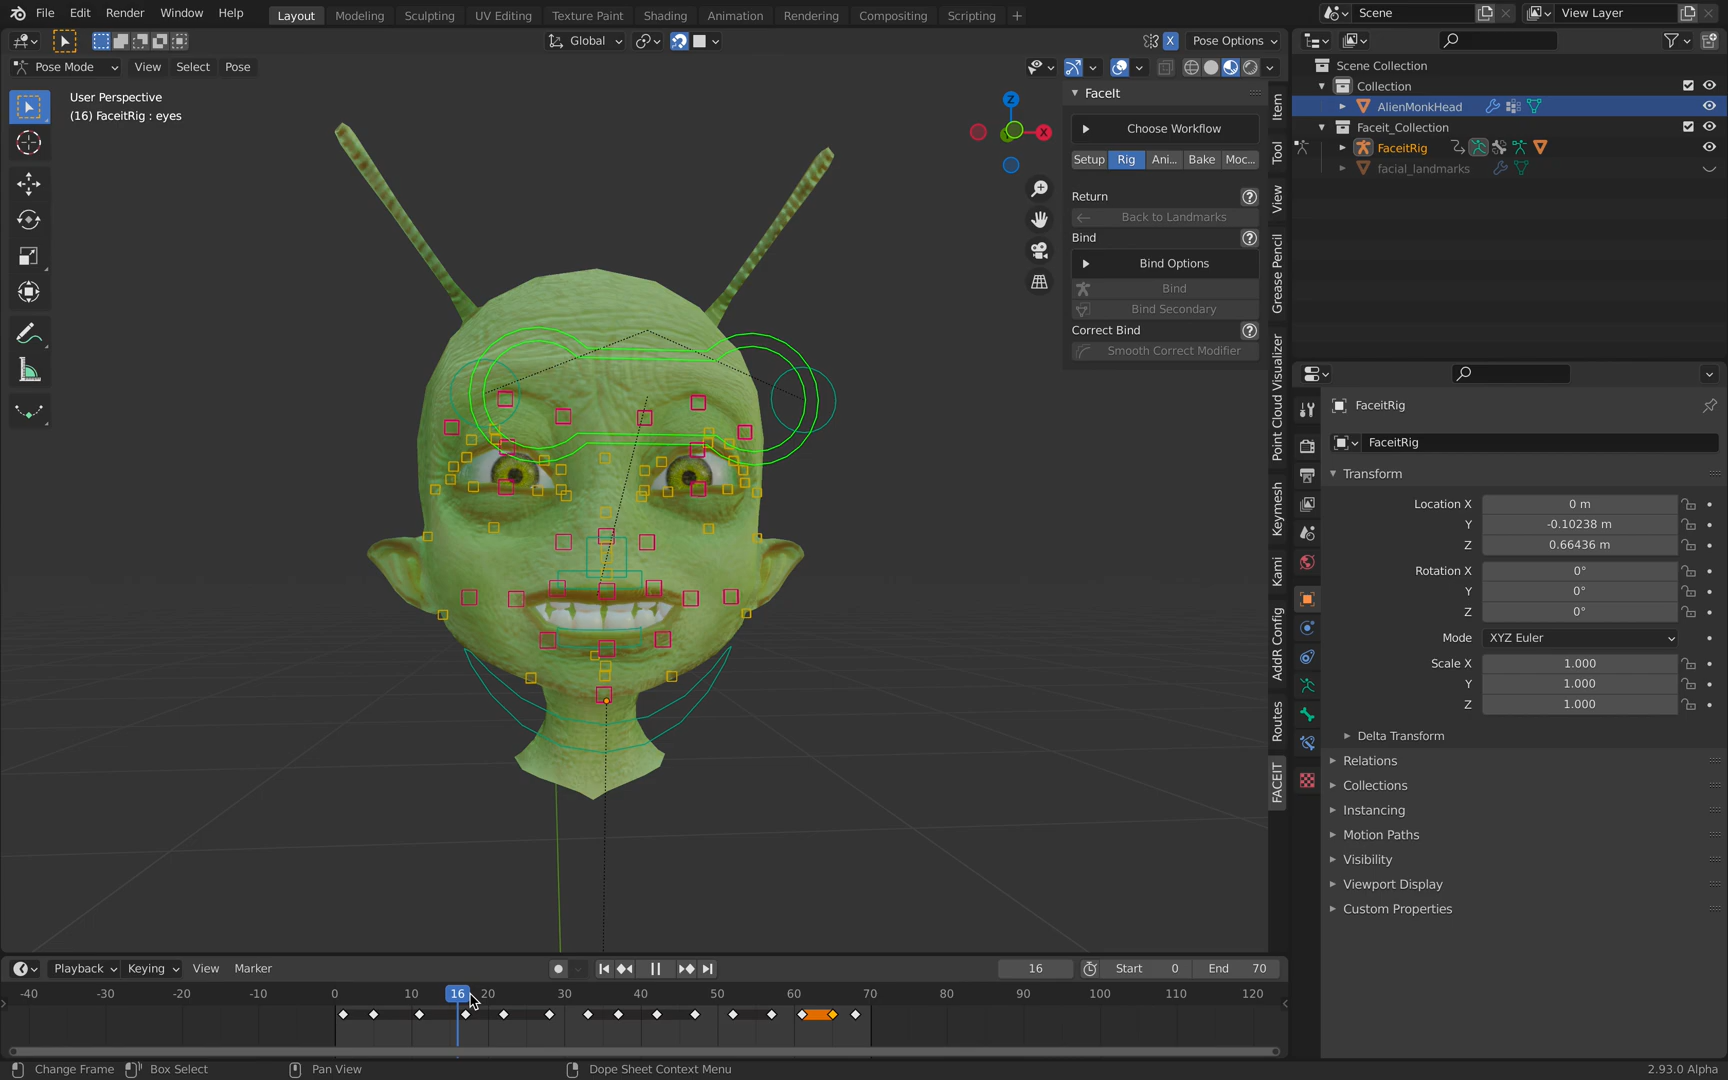 File Edit Render Window Help
Layout Modeling Sculpting UV Editing Texture Paint Shading Animation Rendering Compositing Scripting +
Scene View Layer
Global Pose Options
Pose Mode View Select Pose
User Perspective
(16) FaceitRig : eyes
Z
X
X
FaceIt
Choose Workflow
Setup Rig Ani... Bake Moc...
Return
Back to Landmarks
Bind
Bind Options
Bind
Bind Secondary
Correct Bind
Smooth Correct Modifier
Item
Tool
View
Grease Pencil
Point Cloud Visualizer
Keymesh
Kami
AddR Config
Routes
FACEIT
Scene Collection
Collection
AlienMonkHead
Faceit_Collection
FaceitRig
facial_landmarks
FaceitRig
FaceitRig
Transform
Location X 0 m
Y -0.10238 m
Z 0.66436 m
Rotation X 0°
Y 0°
Z 0°
Mode XYZ Euler
Scale X 1.000
Y 1.000
Z 1.000
Delta Transform
Relations
Collections
Instancing
Motion Paths
Visibility
Viewport Display
Custom Properties
Playback Keying View Marker
16 Start 0 End 70
-40 -30 -20 -10 0 10 16 20 30 40 50 60 70 80 90 100 110 120
Change Frame Box Select Pan View Dope Sheet Context Menu 2.93.0 Alpha